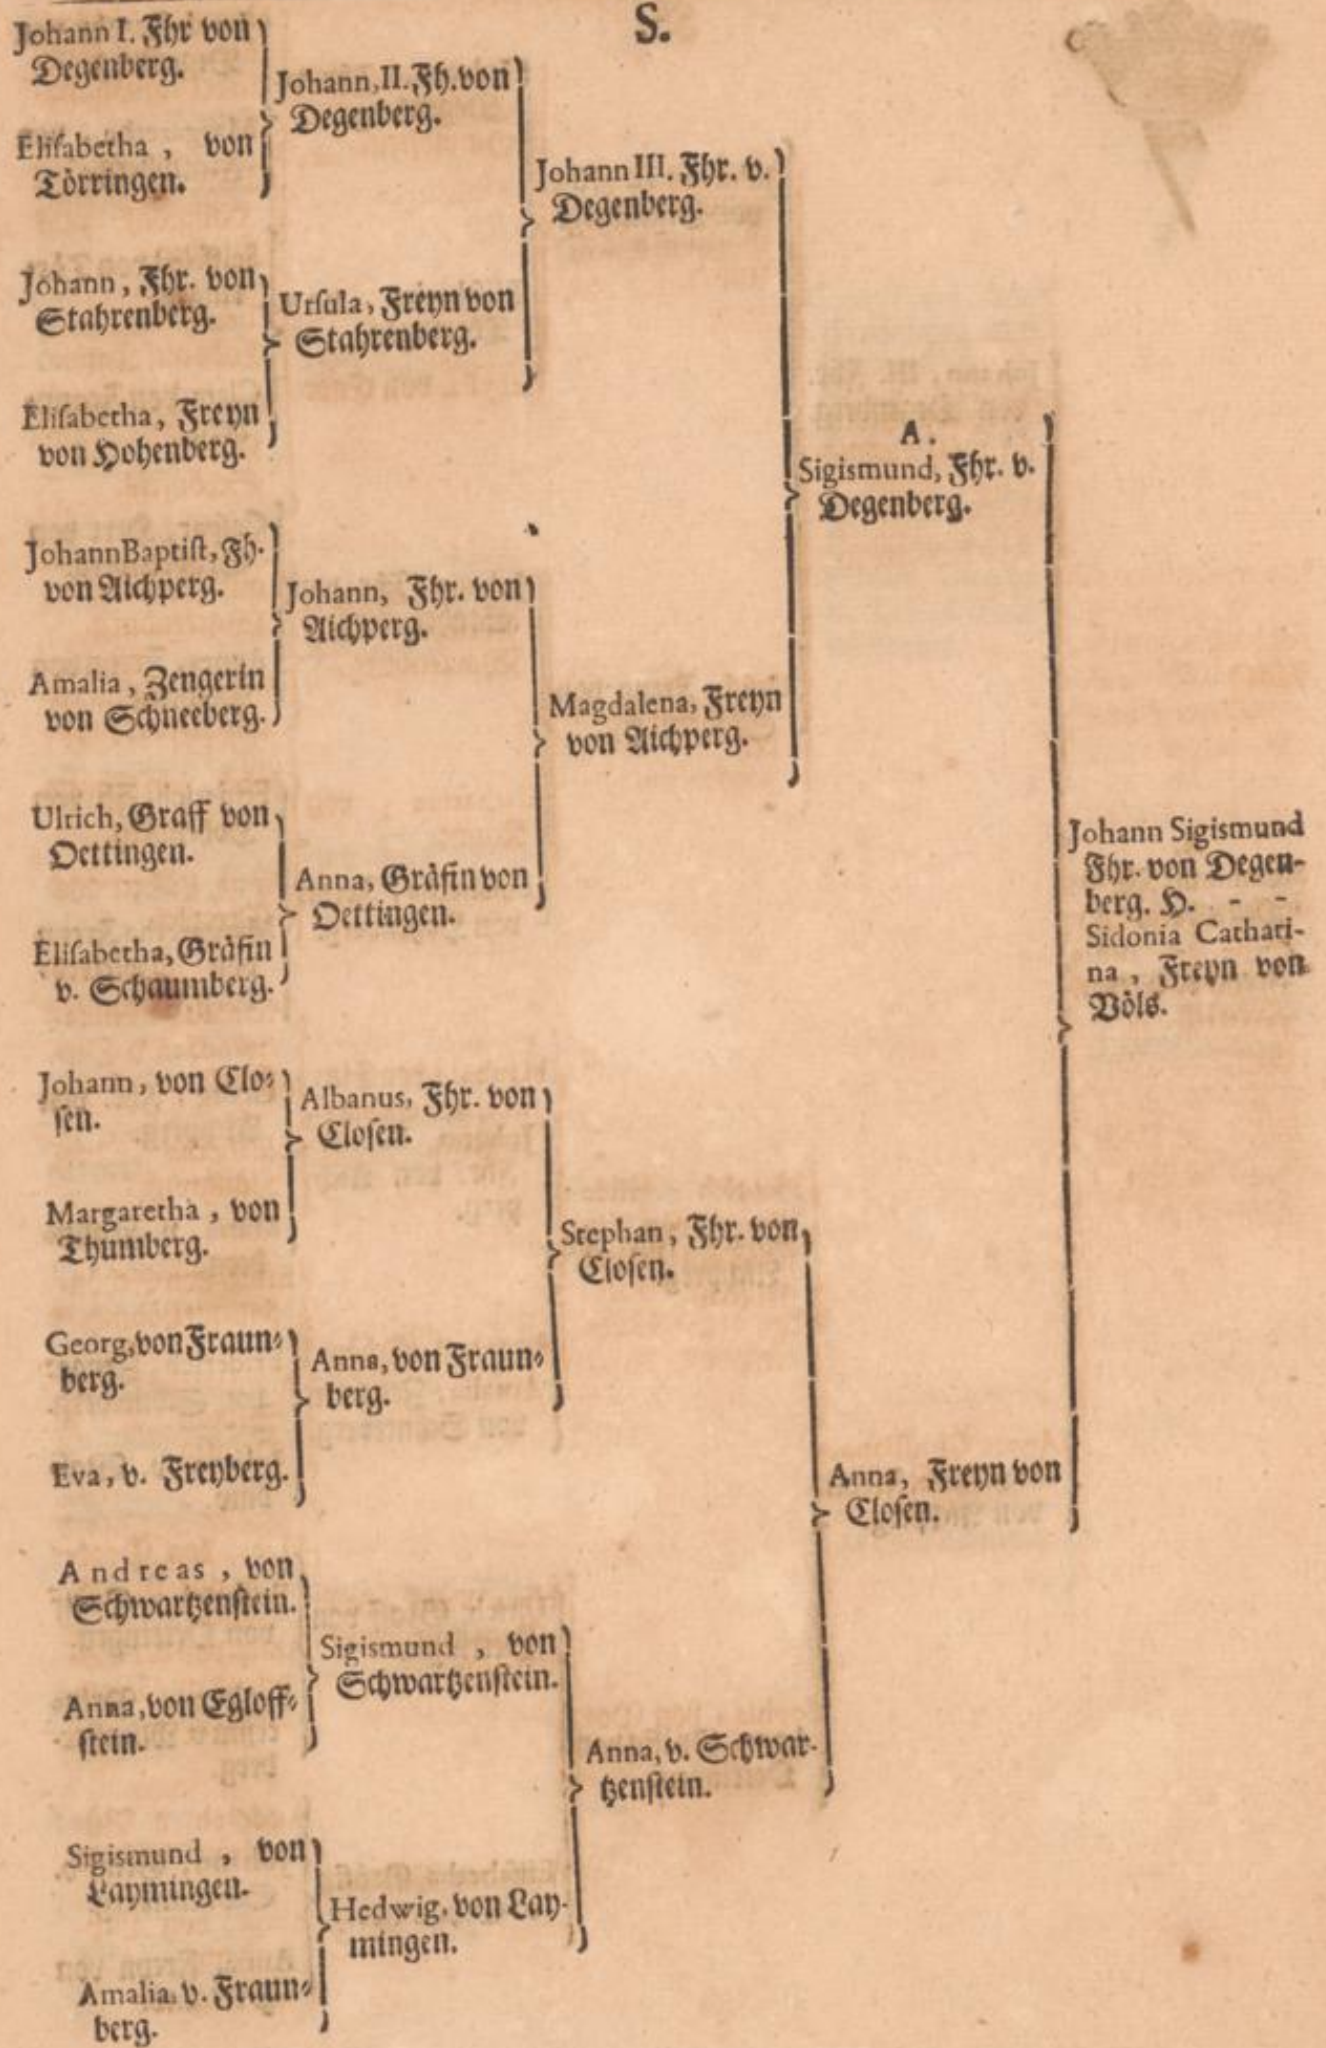 S.
Johann I. Fhr von
Degenberg.
Elisabetha, von
Törringen.
Johann, Fhr. von
Stahrenberg.
Elisabetha, Freyn
von Hohenberg.
Johann Baptist, Fh.
von Aichperg.
Amalia, Zengerin
von Schneeberg.
Ulrich, Graff von
Oettingen.
Elisabetha, Gräfin
v. Schaumberg.
Johann, von Clo-
sen.
Margaretha, von
Thumberg.
Georg, von Fraun-
berg.
Eva, v. Freyberg.
Andreas, von
Schwartzenstein.
Anna, von Egloff-
stein.
Sigismund, von
Laymingen.
Amalia, v. Fraun-
berg.
Johann, II. Fh. von
Degenberg.
Ursula, Freyn von
Stahrenberg.
Johann, Fhr. von
Aichperg.
Anna, Gräfin von
Oettingen.
Albanus, Fhr. von
Closen.
Anna, von Fraun-
berg.
Sigismund, von
Schwartzenstein.
Hedwig, von Lay-
mingen.
Johann III. Fhr. v.
Degenberg.
Magdalena, Freyn
von Aichperg.
Stephan, Fhr. von
Closen.
Anna, v. Schwar-
tzenstein.
A.
Sigismund, Fhr. v.
Degenberg.
Anna, Freyn von
Closen.
Johann Sigismund
Fhr. von Degen-
berg. H. - -
Sidonia Cathari-
na, Freyn von
Völs.